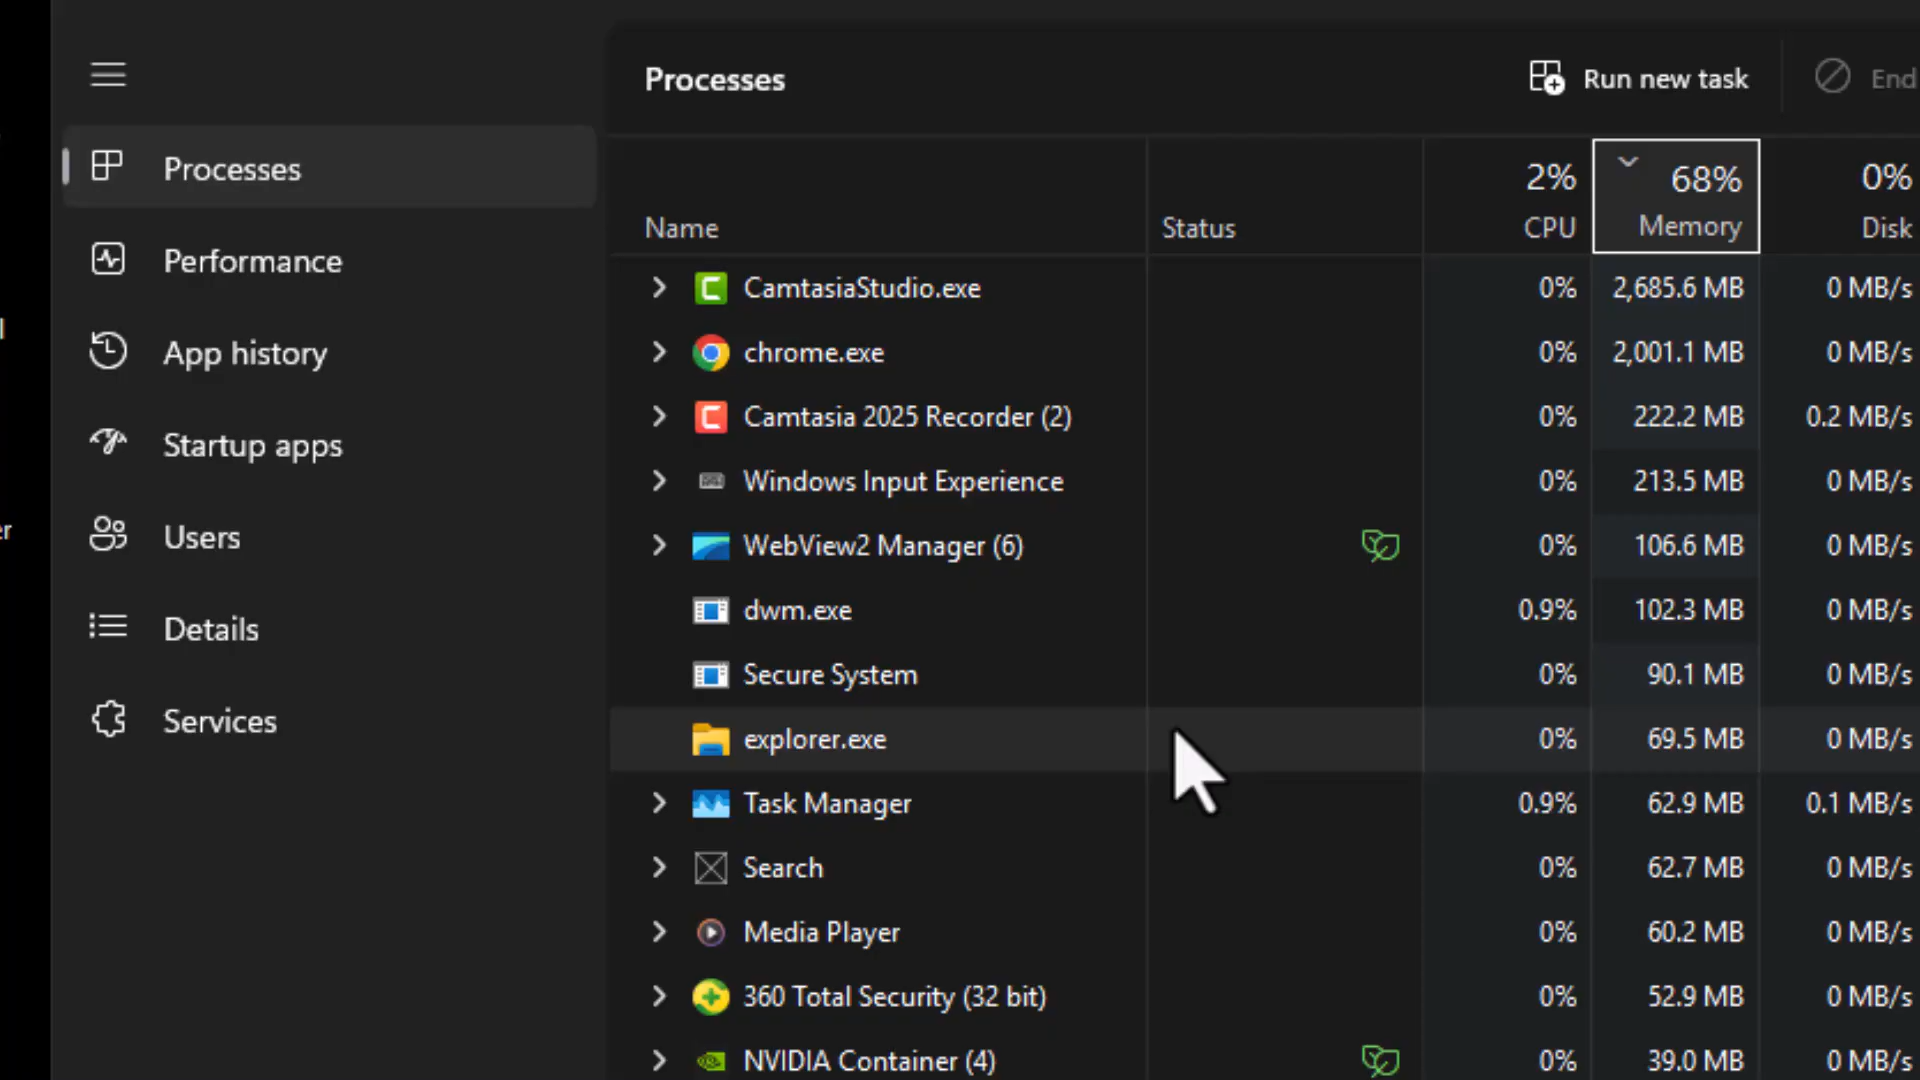 Processes
Run new task
End
Processes
Performance
App history
Startup apps
Users
Details
Services
2% 68% 0%
Name Status CPU Memory Disk
CamtasiaStudio.exe 0% 2,685.6 MB 0 MB/s
chrome.exe 0% 2,001.1 MB 0 MB/s
Camtasia 2025 Recorder (2) 0% 222.2 MB 0.2 MB/s
Windows Input Experience 0% 213.5 MB 0 MB/s
WebView2 Manager (6) 0% 106.6 MB 0 MB/s
dwm.exe 0.9% 102.3 MB 0 MB/s
Secure System 0% 90.1 MB 0 MB/s
explorer.exe 0% 69.5 MB 0 MB/s
Task Manager 0.9% 62.9 MB 0.1 MB/s
Search 0% 62.7 MB 0 MB/s
Media Player 0% 60.2 MB 0 MB/s
360 Total Security (32 bit) 0% 52.9 MB 0 MB/s
NVIDIA Container (4) 0% 39.0 MB 0 MB/s